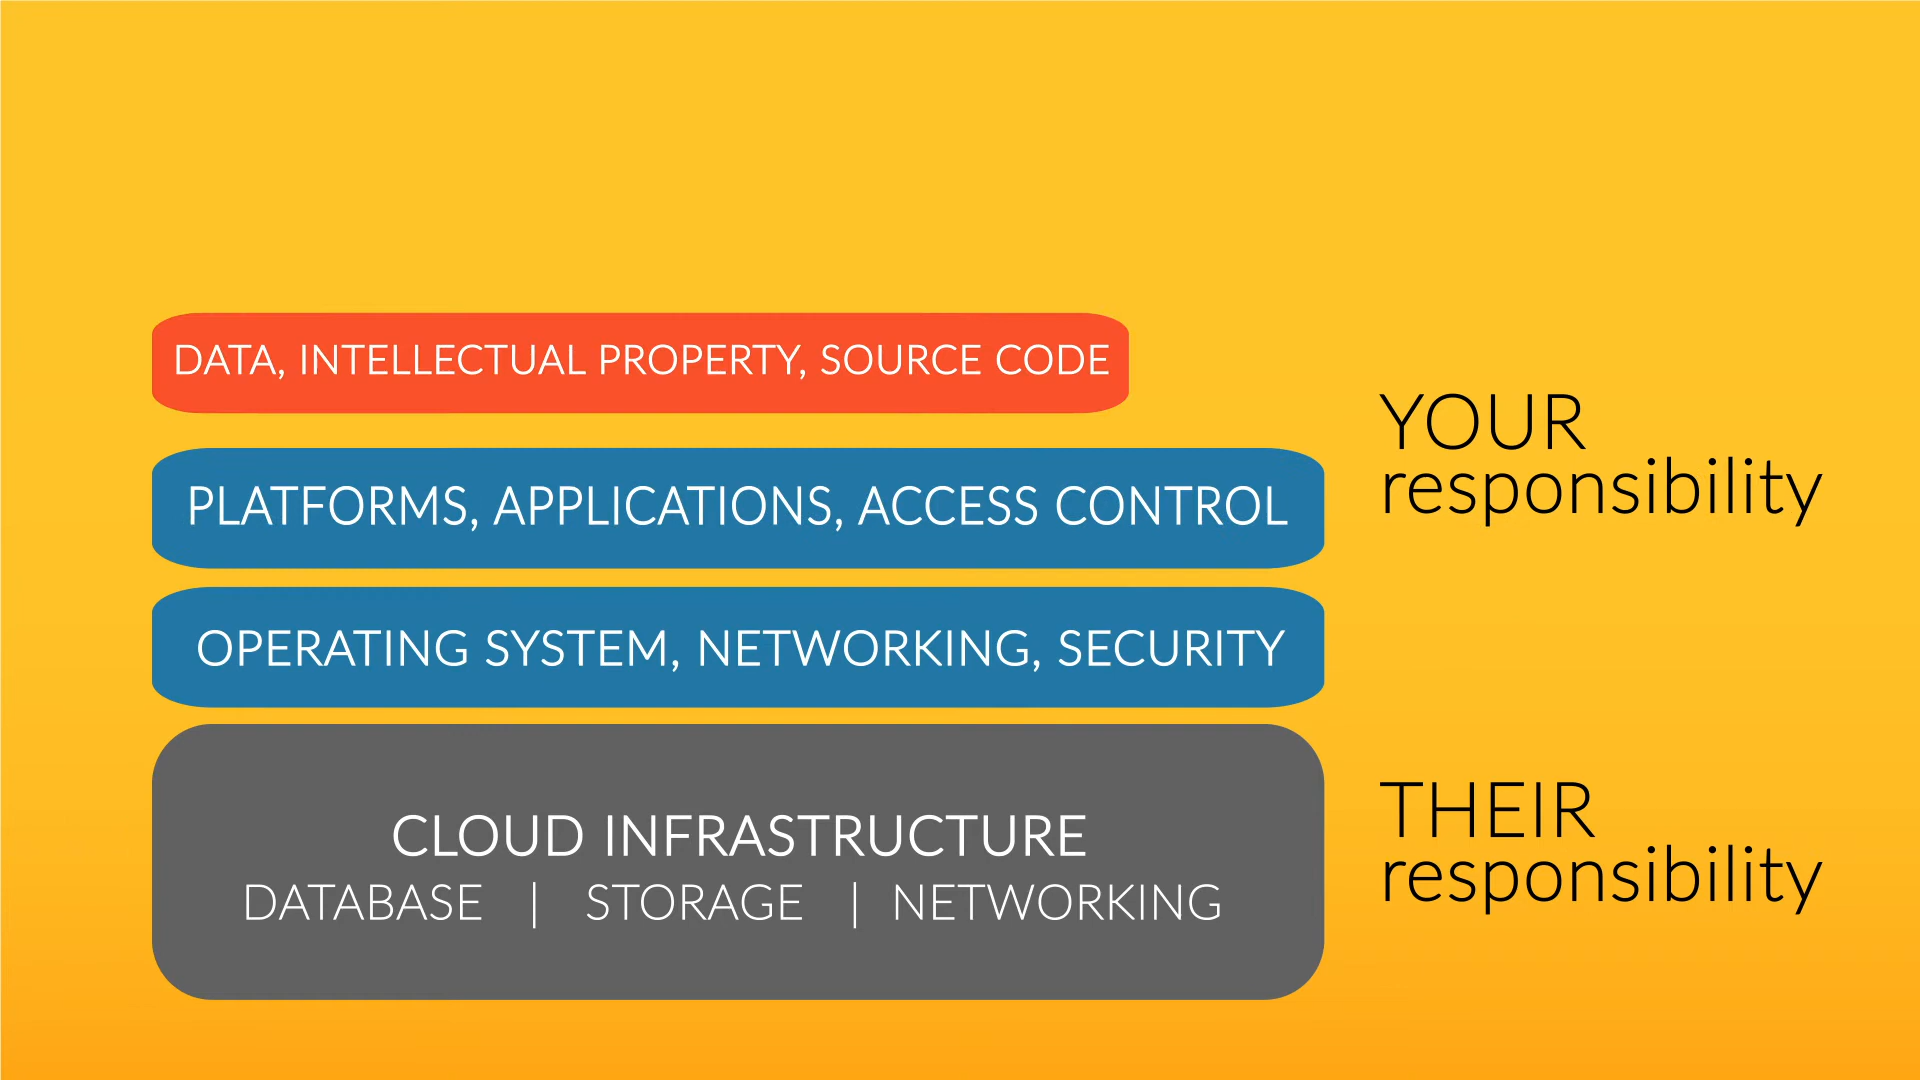 DATA, INTELLECTUAL PROPERTY, SOURCE CODE
PLATFORMS, APPLICATIONS, ACCESS CONTROL
OPERATING SYSTEM, NETWORKING, SECURITY
YOUR
responsibility
CLOUD INFRASTRUCTURE
DATABASE | STORAGE | NETWORKING
THEIR
responsibility